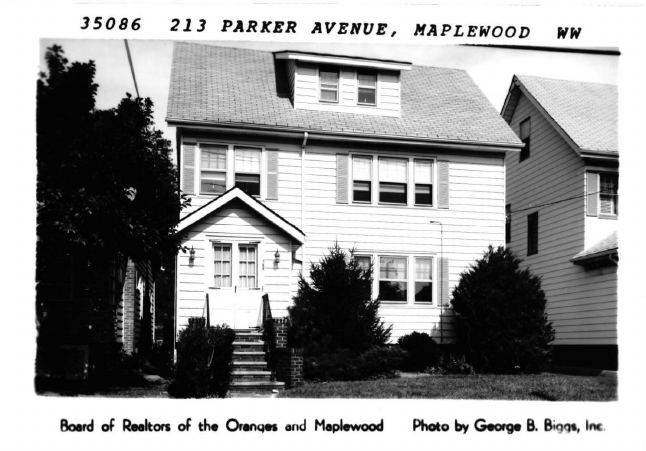 35086 213 PARKER AVENUE, MAPLEWOOD WW
Board of Realtors of the Oranges and Maplewood Photo by George B. Biggs, Inc.